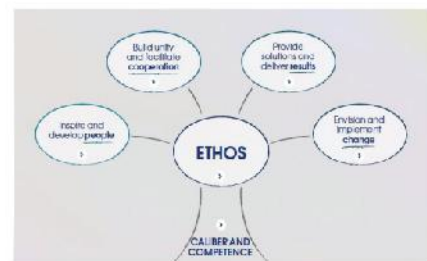 Build unity
and facilitate
cooperation
Provide
solutions and
deliver results
Inspire and
develop people
ETHOS
Envision and
implement
change
CALIBER AND
COMPETENCE